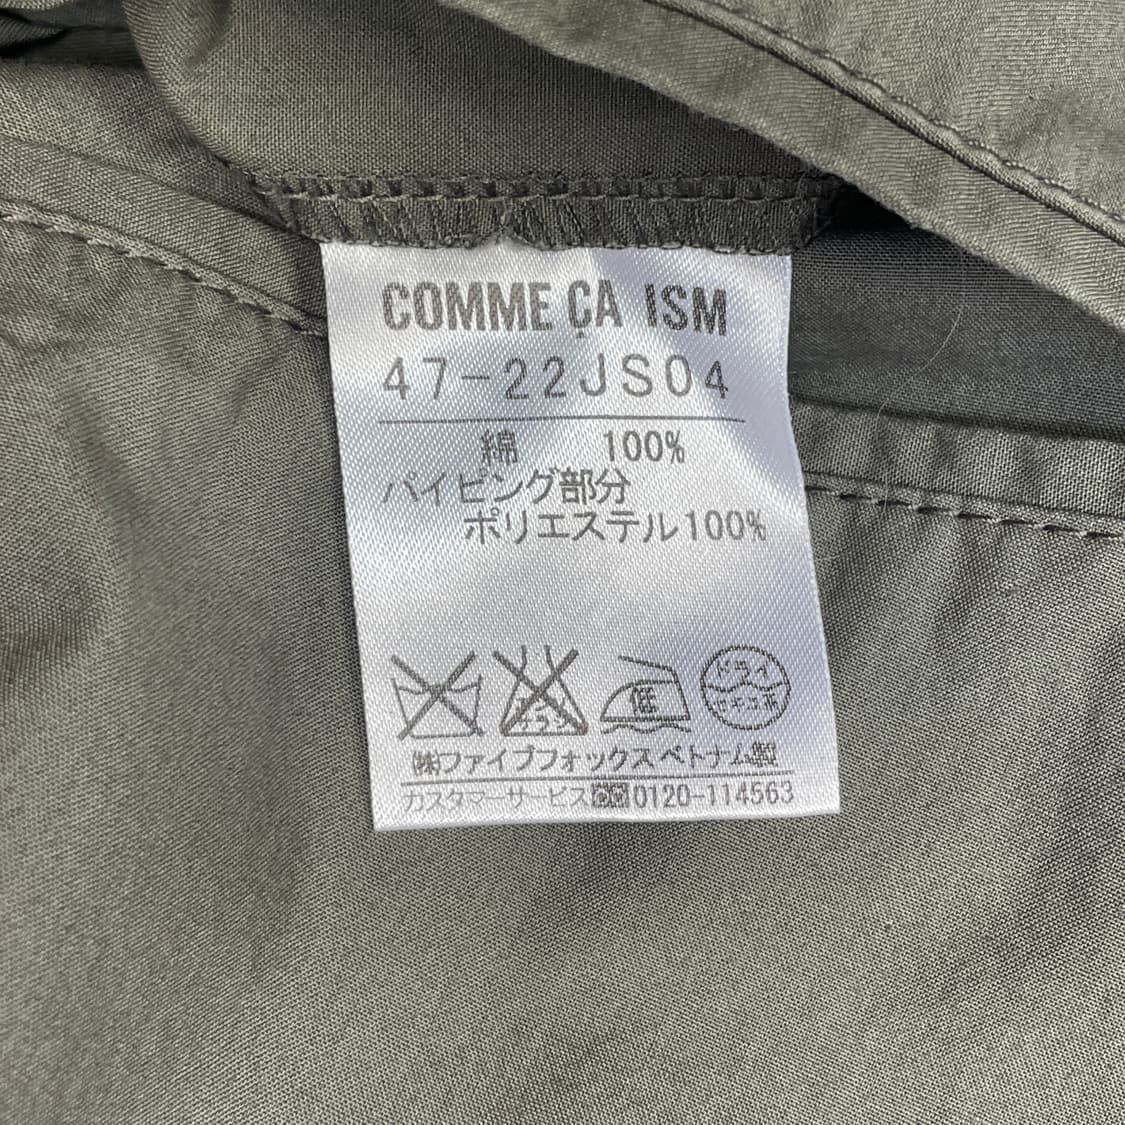 COMME ÇA ISM
47-22JS04
綿 100%
パイピング部分
ポリエステル100%
低
ドライ
セキユ系
㈱ファイブフォックスベトナム製
カスタマーサービス 0120-114563